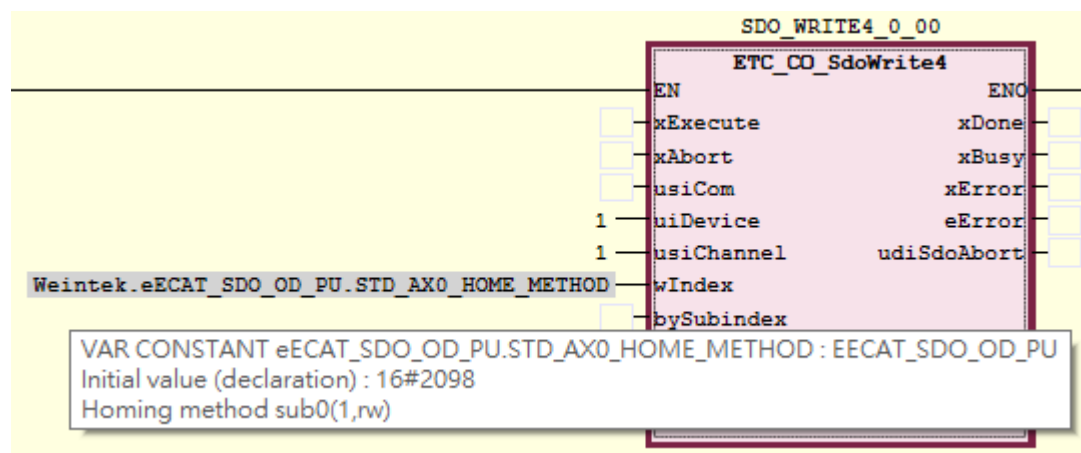 SDO_WRITE4_0_00
ETC_CO_SdoWrite4
EN ENO
xExecute xDone
xAbort xBusy
usiCom xError
1 uiDevice eError
1 usiChannel udiSdoAbort
Weintek.eECAT_SDO_OD_PU.STD_AX0_HOME_METHOD wIndex
bySubindex
VAR CONSTANT eECAT_SDO_OD_PU.STD_AX0_HOME_METHOD : EECAT_SDO_OD_PU
Initial value (declaration) : 16#2098
Homing method sub0(1,rw)